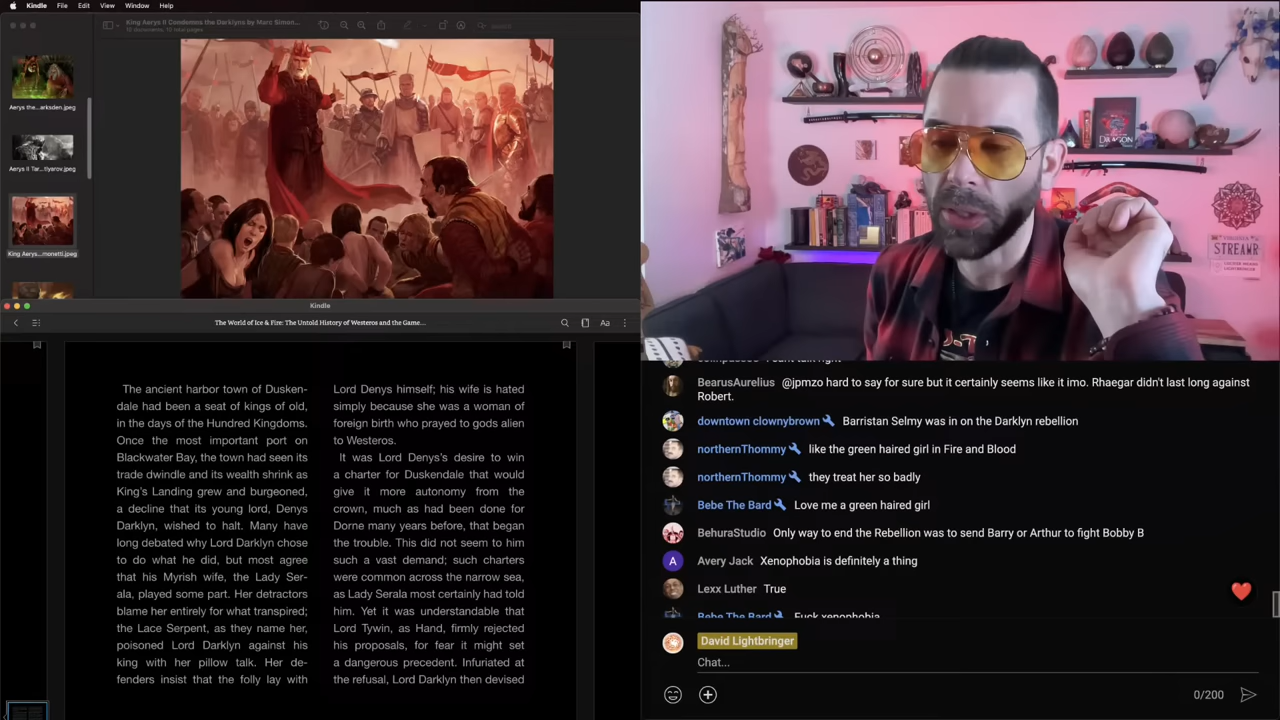 Kindle File Edit View Window Help
King Aerys II Condemns the Darklyns by Marc Simon...
10 documents, 10 total pages
Search
Aerys the...arksden.jpeg
Aerys II Tar...ttyarov.jpeg
King Aerys...monetti.jpeg
Kindle
The World of Ice & Fire: The Untold History of Westeros and the Game...
Aa
The ancient harbor town of Dusken-
dale had been a seat of kings of old,
in the days of the Hundred Kingdoms.
Once the most important port on
Blackwater Bay, the town had seen its
trade dwindle and its wealth shrink as
King's Landing grew and burgeoned,
a decline that its young lord, Denys
Darklyn, wished to halt. Many have
long debated why Lord Darklyn chose
to do what he did, but most agree
that his Myrish wife, the Lady Ser-
ala, played some part. Her detractors
blame her entirely for what transpired;
the Lace Serpent, as they name her,
poisoned Lord Darklyn against his
king with her pillow talk. Her de-
fenders insist that the folly lay with
Lord Denys himself; his wife is hated
simply because she was a woman of
foreign birth who prayed to gods alien
to Westeros.
It was Lord Denys's desire to win
a charter for Duskendale that would
give it more autonomy from the
crown, much as had been done for
Dorne many years before, that began
the trouble. This did not seem to him
such a vast demand; such charters
were common across the narrow sea,
as Lady Serala most certainly had told
him. Yet it was understandable that
Lord Tywin, as Hand, firmly rejected
his proposals, for fear it might set
a dangerous precedent. Infuriated at
the refusal, Lord Darklyn then devised
DRAGON
STREAWR
BearusAurelius @jpmzo hard to say for sure but it certainly seems like it imo. Rhaegar didn't last long against
Robert.
downtown clownybrown Barristan Selmy was in on the Darklyn rebellion
northernThommy like the green haired girl in Fire and Blood
northernThommy they treat her so badly
Bebe The Bard Love me a green haired girl
BehuraStudio Only way to end the Rebellion was to send Barry or Arthur to fight Bobby B
A Avery Jack Xenophobia is definitely a thing
Lexx Luther True
Bebe The Bard Fuck xenophobia
David Lightbringer
Chat...
0/200